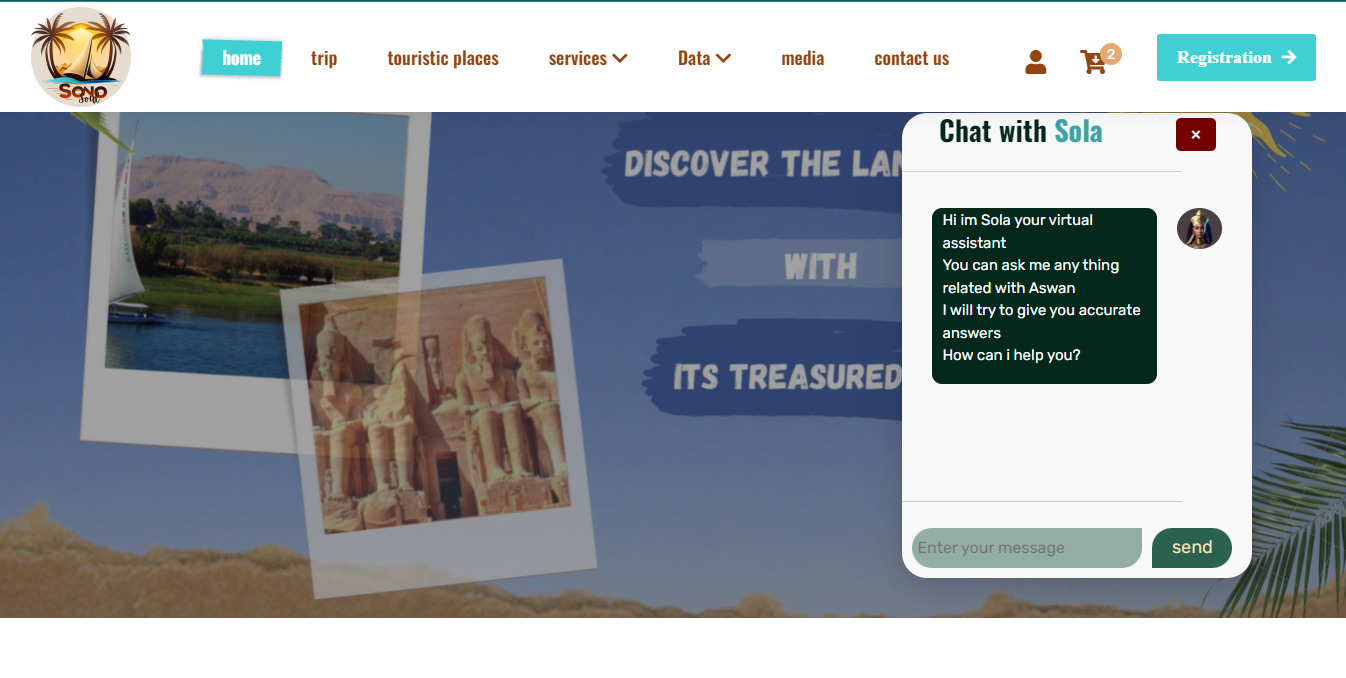 SONO
Soul
home
trip
touristic places
services
Data
media
contact us
2
Registration
DISCOVER THE
WITH
ITS TREASURED
Chat with Sola
×
Hi im Sola your virtual
assistant
You can ask me any thing
related with Aswan
I will try to give you accurate
answers
How can i help you?
Enter your message
send